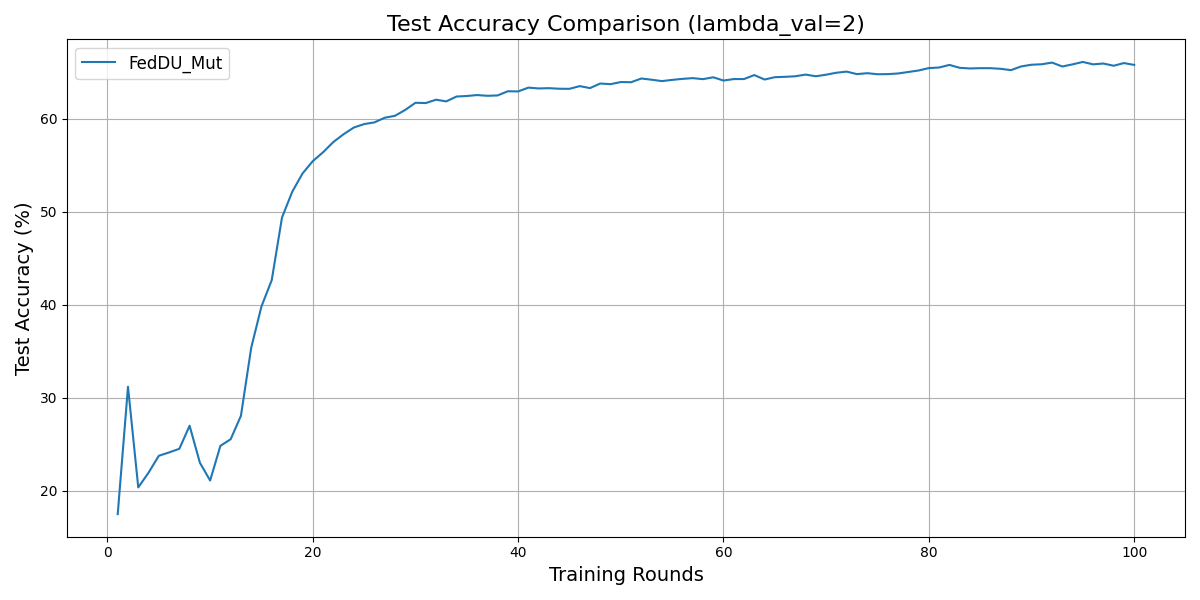 Test Accuracy Comparison (lambda_val=2)
FedDU_Mut
Test Accuracy (%)
60
50
40
30
20
0 20 40 60 80 100
Training Rounds